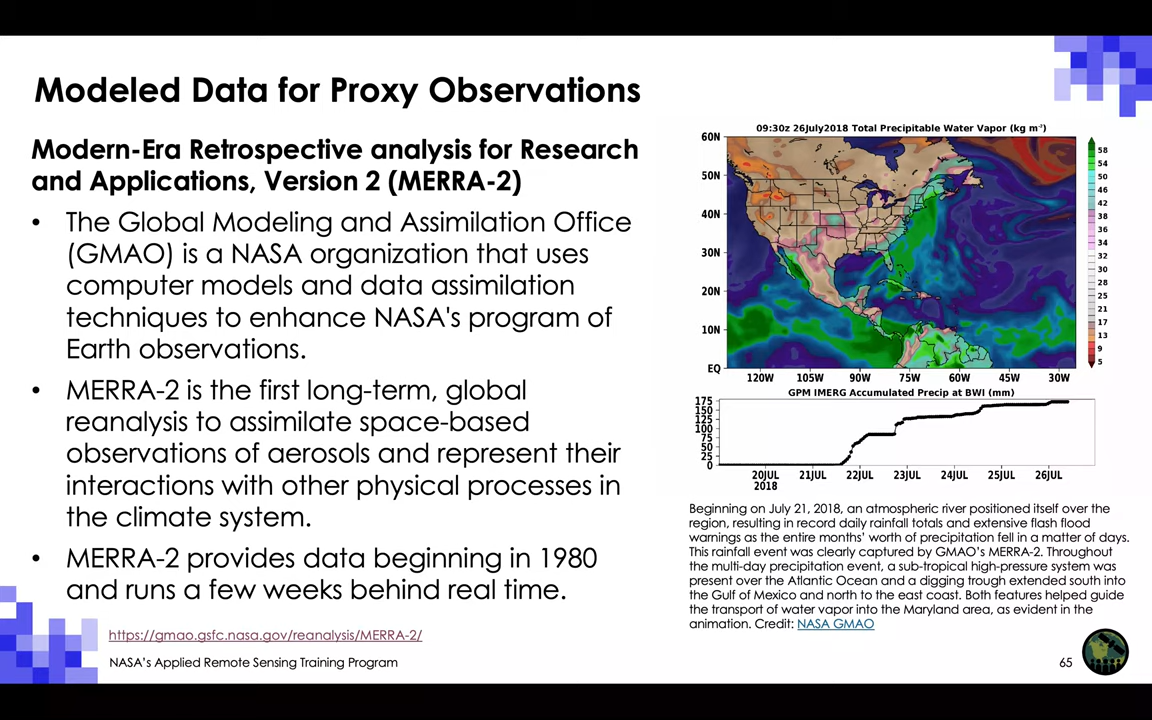 Modeled Data for Proxy Observations
Modern-Era Retrospective analysis for Research
and Applications, Version 2 (MERRA-2)
• The Global Modeling and Assimilation Office
(GMAO) is a NASA organization that uses
computer models and data assimilation
techniques to enhance NASA's program of
Earth observations.
• MERRA-2 is the first long-term, global
reanalysis to assimilate space-based
observations of aerosols and represent their
interactions with other physical processes in
the climate system.
• MERRA-2 provides data beginning in 1980
and runs a few weeks behind real time.
https://gmao.gsfc.nasa.gov/reanalysis/MERRA-2/
09:30z 26July2018 Total Precipitable Water Vapor (kg m⁻²)
60N
50N
40N
30N
20N
10N
EQ
120W 105W 90W 75W 60W 45W 30W
58
54
50
46
42
38
36
34
32
30
28
25
21
17
13
9
5
GPM IMERG Accumulated Precip at BWI (mm)
175
150
125
100
75
50
25
0
20JUL 21JUL 22JUL 23JUL 24JUL 25JUL 26JUL
2018
Beginning on July 21, 2018, an atmospheric river positioned itself over the
region, resulting in record daily rainfall totals and extensive flash flood
warnings as the entire months' worth of precipitation fell in a matter of days.
This rainfall event was clearly captured by GMAO's MERRA-2. Throughout
the multi-day precipitation event, a sub-tropical high-pressure system was
present over the Atlantic Ocean and a digging trough extended south into
the Gulf of Mexico and north to the east coast. Both features helped guide
the transport of water vapor into the Maryland area, as evident in the
animation. Credit: NASA GMAO
NASA's Applied Remote Sensing Training Program
65